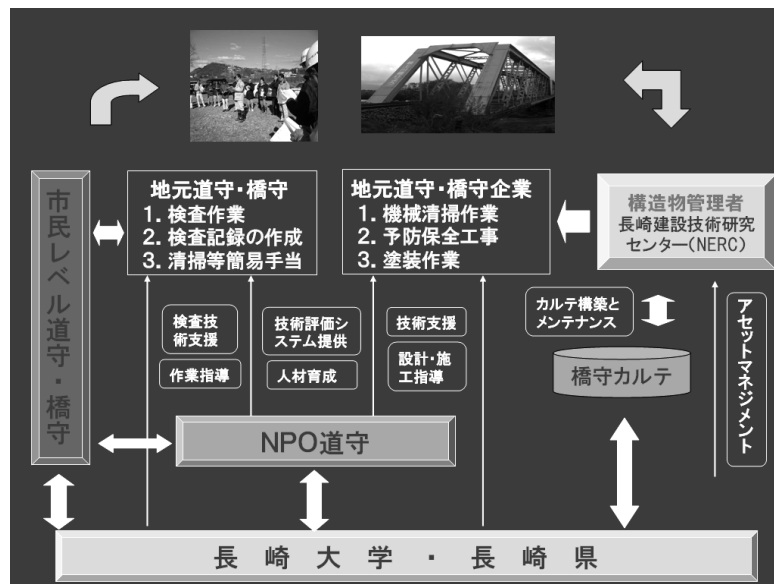 市民レベル道守・橋守
地元道守・橋守
1. 検査作業
2. 検査記録の作成
3. 清掃等簡易手当
地元道守・橋守企業
1. 機械清掃作業
2. 予防保全工事
3. 塗装作業
構造物管理者
長崎建設技術研究
センター(NERC)
検査技
術支援
作業指導
技術評価シ
ステム提供
人材育成
技術支援
設計・施
工指導
カルテ構築と
メンテナンス
橋守カルテ
アセットマネジメント
NPO道守
長崎大学・長崎県